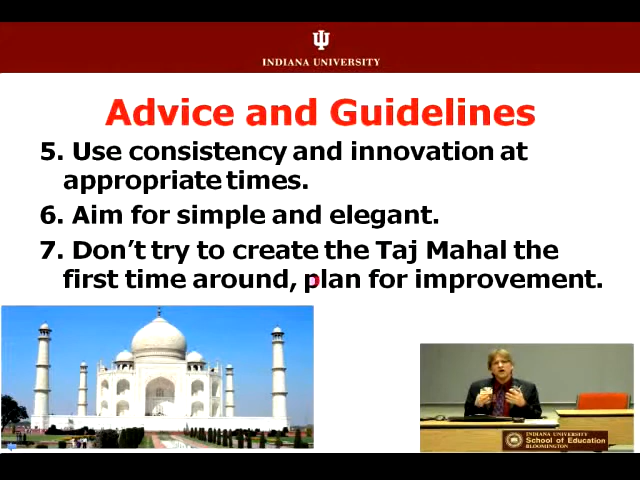 INDIANA UNIVERSITY
Advice and Guidelines
5. Use consistency and innovation at
appropriate times.
6. Aim for simple and elegant.
7. Don't try to create the Taj Mahal the
first time around, plan for improvement.
INDIANA UNIVERSITY
School of Education
BLOOMINGTON